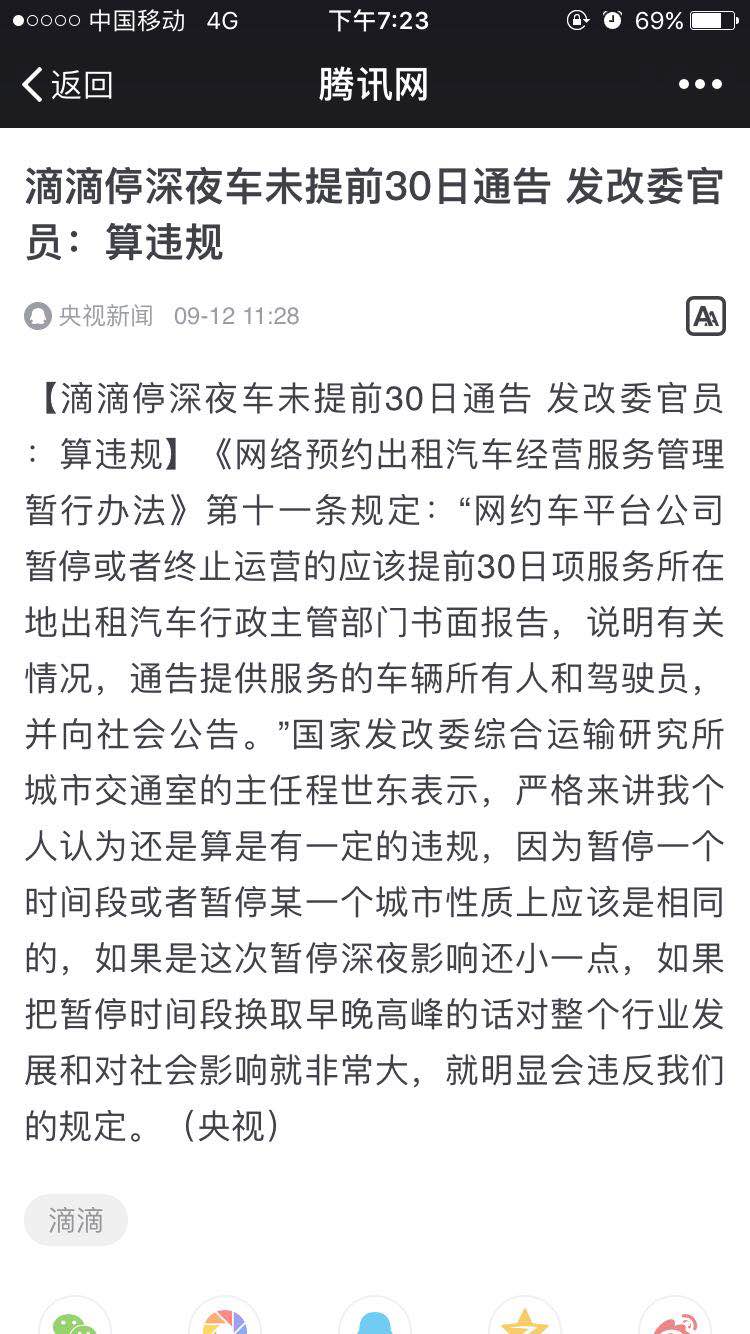 中国移动 4G 下午7:23 69%
返回 腾讯网
滴滴停深夜车未提前30日通告 发改委官
员：算违规
央视新闻 09-12 11:28 AA
【滴滴停深夜车未提前30日通告 发改委官员
：算违规】《网络预约出租汽车经营服务管理
暂行办法》第十一条规定：“网约车平台公司
暂停或者终止运营的应该提前30日项服务所在
地出租汽车行政主管部门书面报告，说明有关
情况，通告提供服务的车辆所有人和驾驶员，
并向社会公告。”国家发改委综合运输研究所
城市交通室的主任程世东表示，严格来讲我个
人认为还是算是有一定的违规，因为暂停一个
时间段或者暂停某一个城市性质上应该是相同
的，如果是这次暂停深夜影响还小一点，如果
把暂停时间段换取早晚高峰的话对整个行业发
展和对社会影响就非常大，就明显会违反我们
的规定。（央视）
滴滴